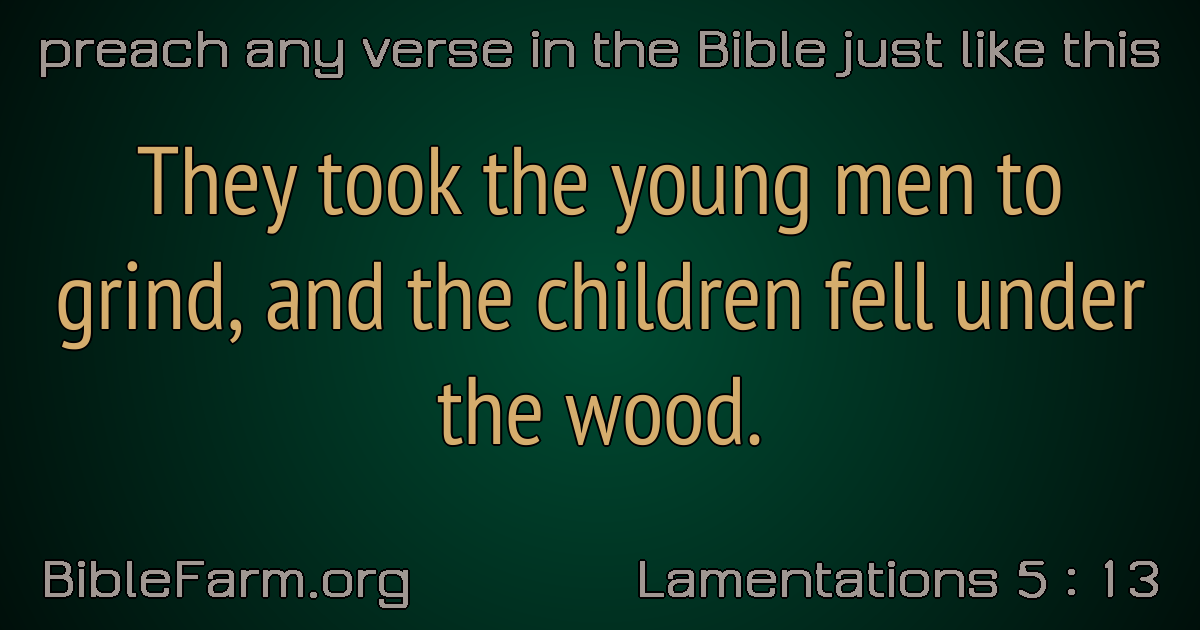 preach any verse in the Bible just like this
They took the young men to
grind, and the children fell under
the wood.
BibleFarm.org
Lamentations 5 : 13